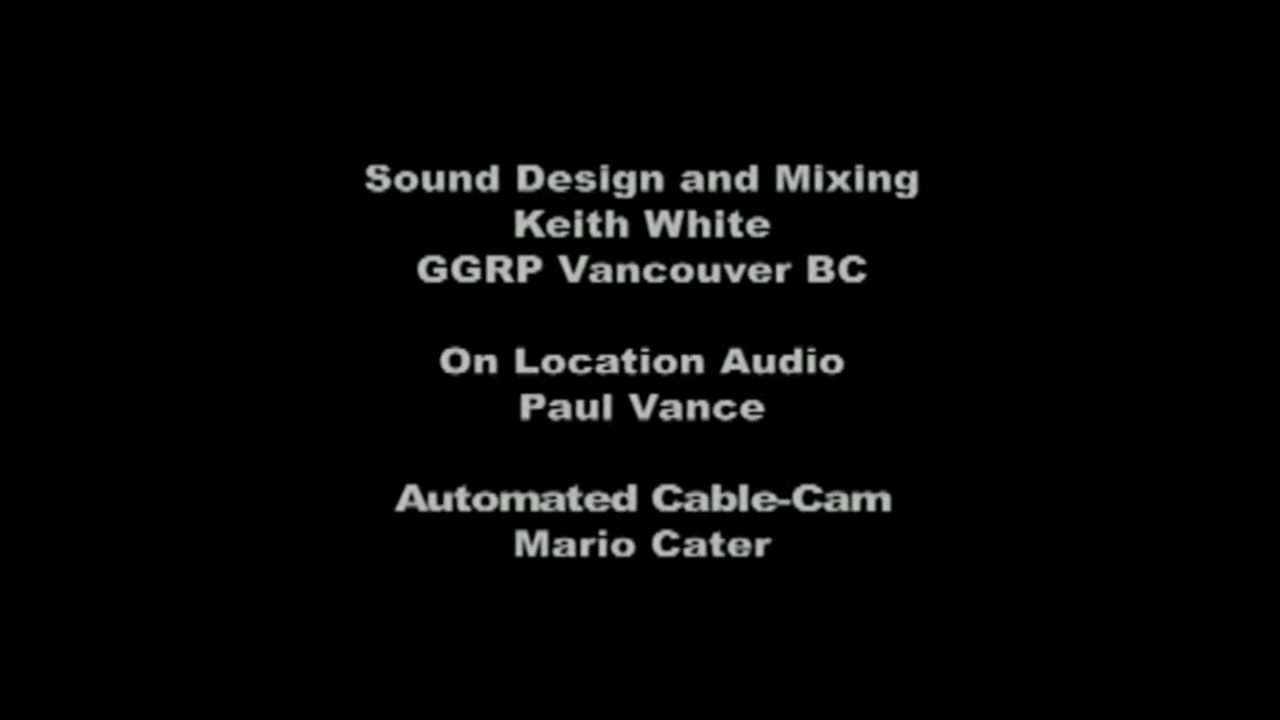 Sound Design and Mixing
Keith White
GGRP Vancouver BC
On Location Audio
Paul Vance
Automated Cable-Cam
Mario Cater